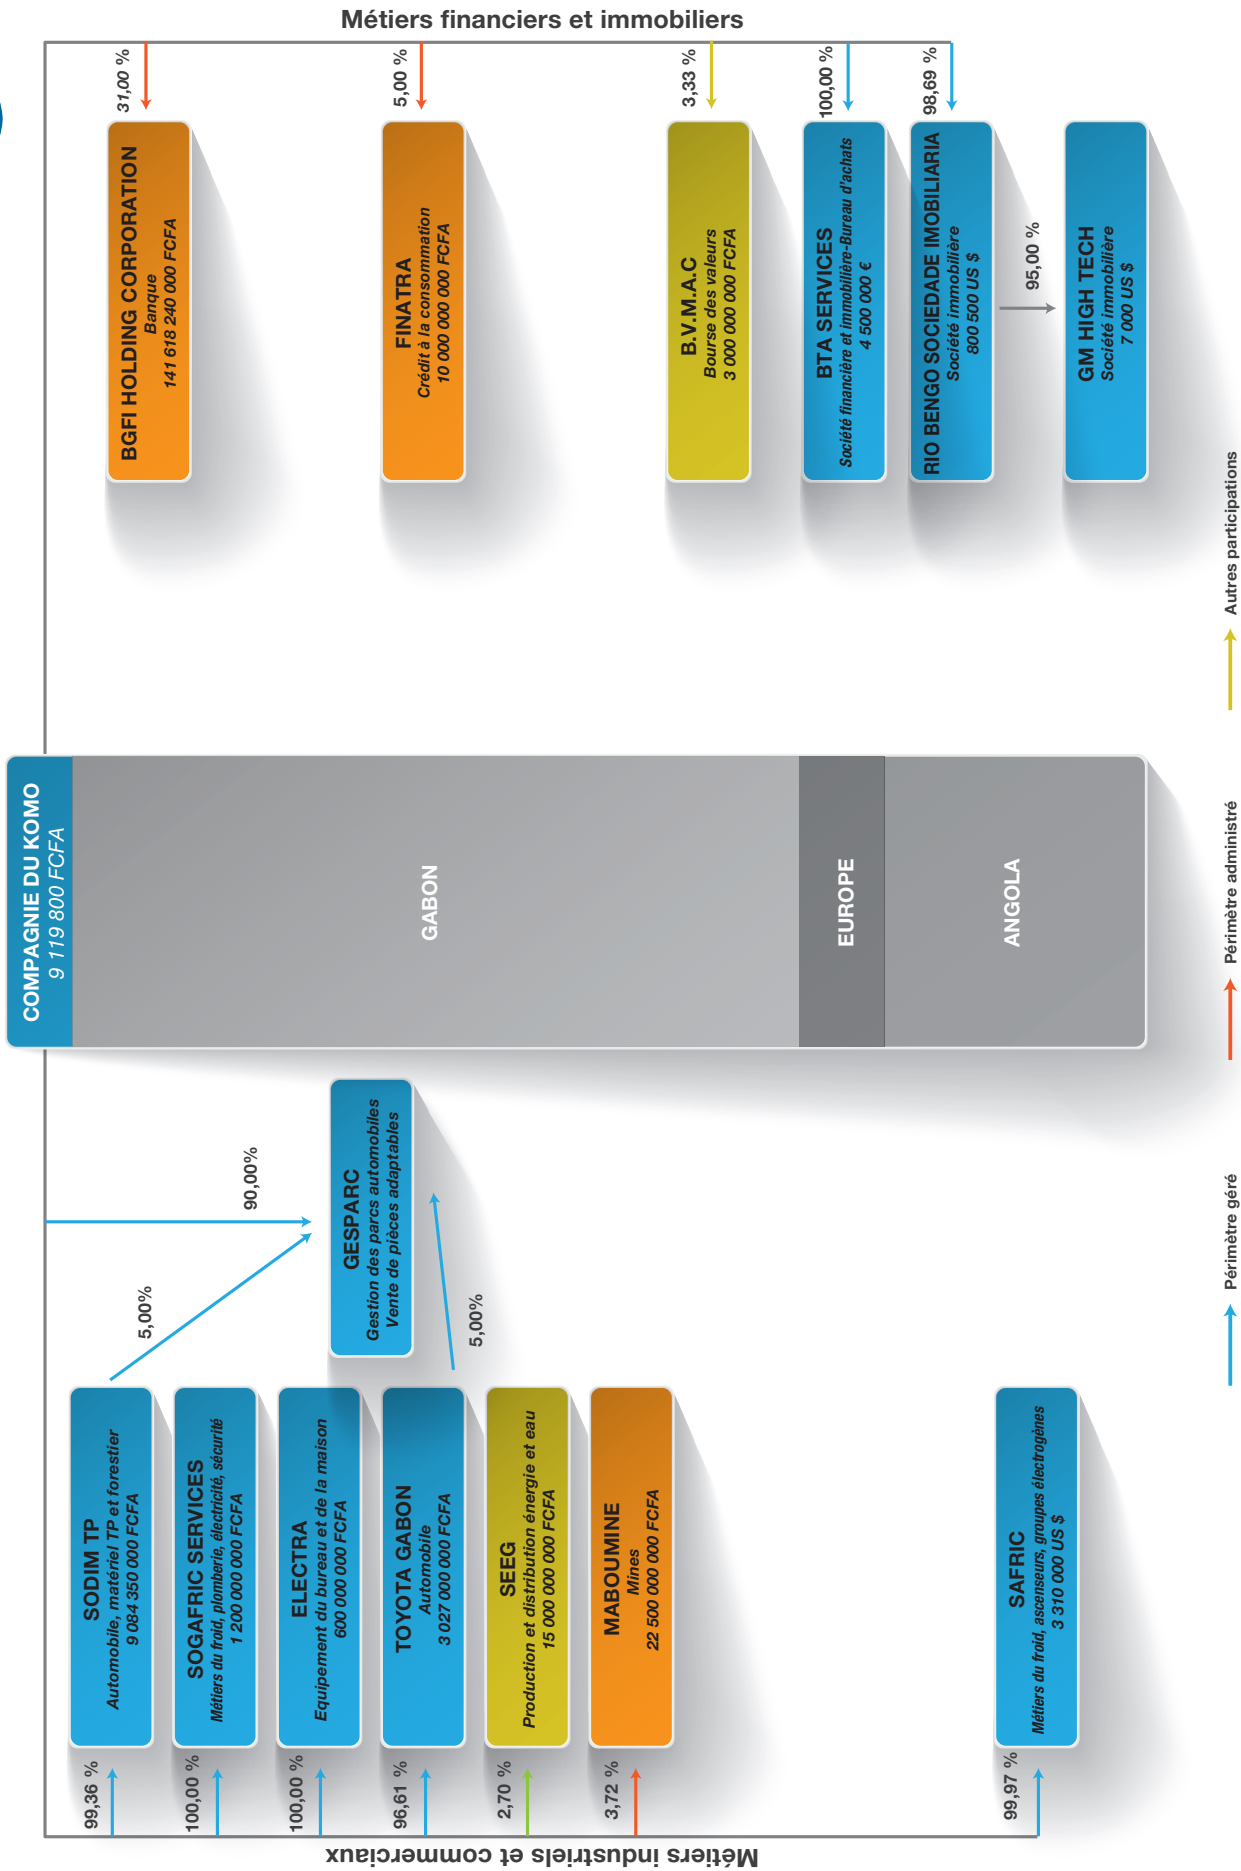 COMPAGNIE DU KOMO
9 119 800 FCFA
Métiers industriels et commerciaux
99,36 %
SODIM TP
Automobile, matériel TP et forestier
9 084 350 000 FCFA
100,00 %
SOGAFRIC SERVICES
Métiers du froid, plomberie, électricité, sécurité
1 200 000 000 FCFA
100,00 %
ELECTRA
Equipement du bureau et de la maison
600 000 000 FCFA
96,61 %
TOYOTA GABON
Automobile
3 027 000 000 FCFA
2,70 %
SEEG
Production et distribution énergie et eau
15 000 000 000 FCFA
3,72 %
MABOUMINE
Mines
22 500 000 000 FCFA
99,97 %
SAFRIC
Métiers du froid, ascenseurs, groupes électrogènes
3 310 000 US $
5,00%
90,00%
GESPARC
Gestion des parcs automobiles
Vente de pièces adaptables
5,00%
GABON
EUROPE
ANGOLA
Métiers financiers et immobiliers
31,00 %
BGFI HOLDING CORPORATION
Banque
141 618 240 000 FCFA
5,00 %
FINATRA
Crédit à la consommation
10 000 000 000 FCFA
3,33 %
B.V.M.A.C
Bourse des valeurs
3 000 000 000 FCFA
100,00 %
BTA SERVICES
Société financière et immobilière-Bureau d'achats
4 500 000 €
98,69 %
RIO BENGO SOCIEDADE IMOBILIARIA
Société immobilière
800 500 US $
95,00 %
GM HIGH TECH
Société immobilière
7 000 US $
Périmètre géré
Périmètre administré
Autres participations